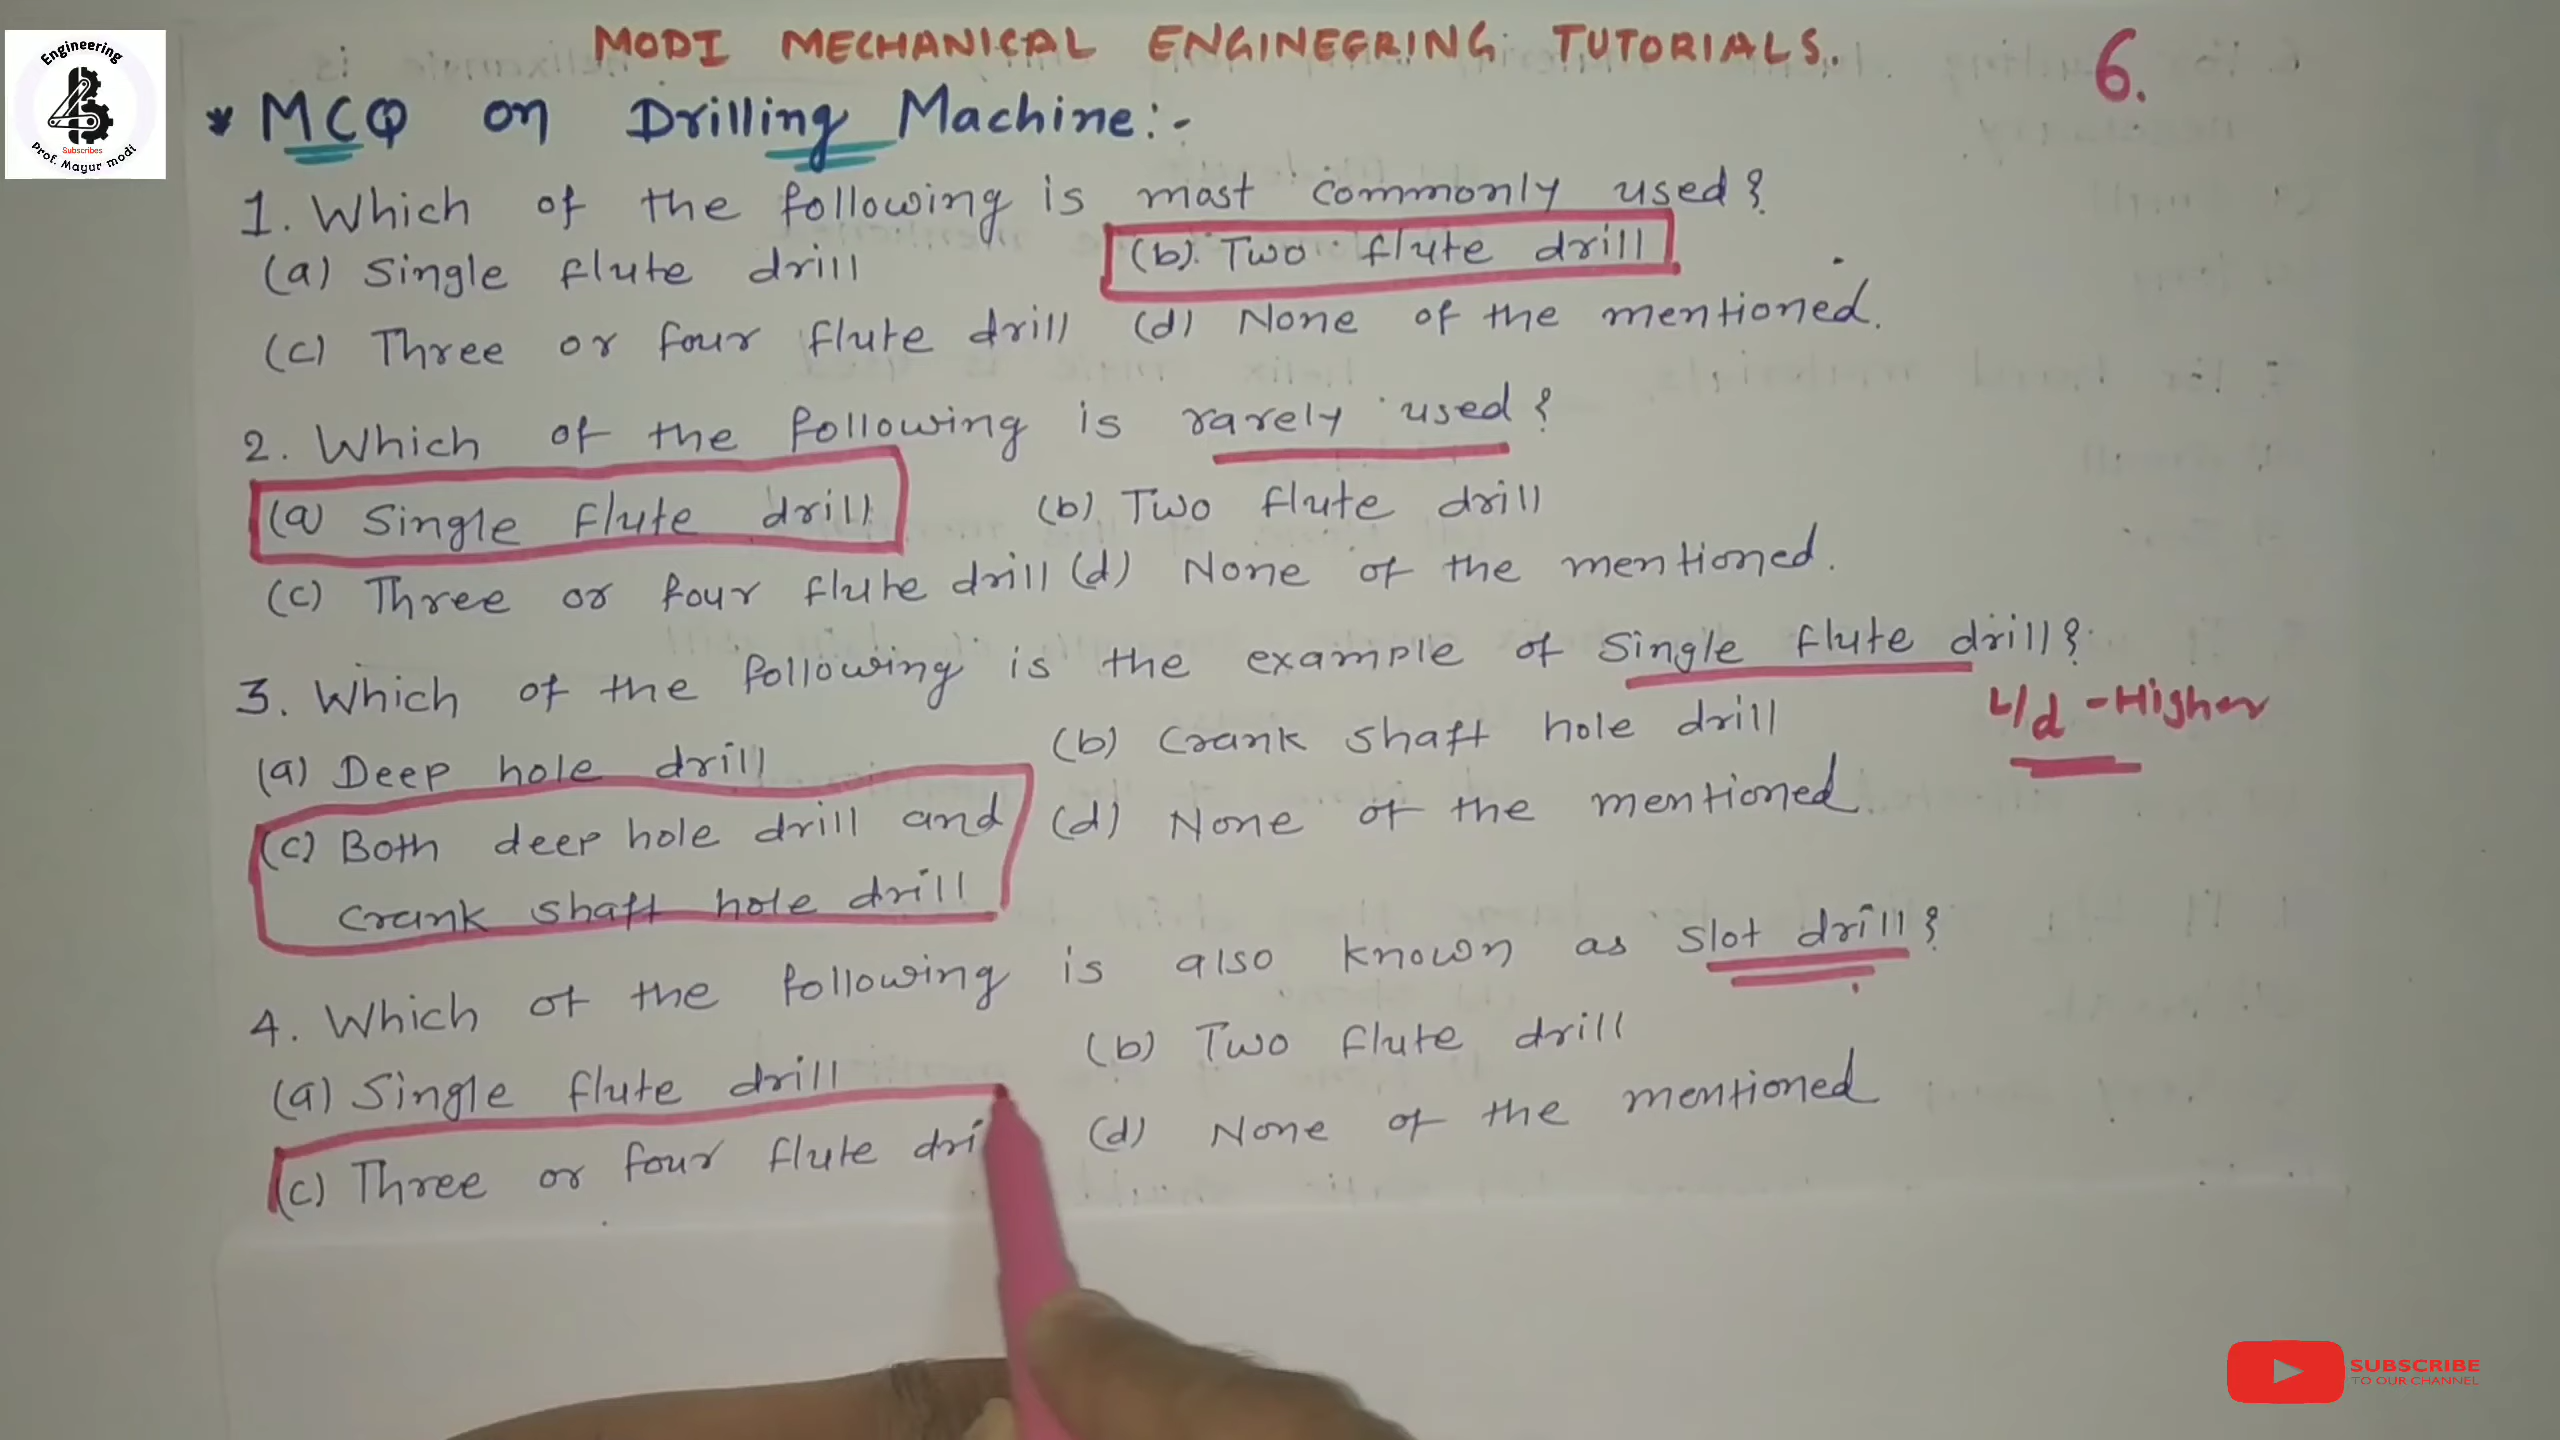 Engineering
Subscribes
Prof. Mayur modi
MODI MECHANICAL ENGINEERING TUTORIALS.
6.
* MCQ on Drilling Machine:-
1. Which of the following is most commonly used?
(a) Single flute drill (b). Two flute drill
(c) Three or four flute drill (d) None of the mentioned.
2. Which of the following is rarely used?
(a) Single flute drill (b) Two flute drill
(c) Three or four flute drill (d) None of the mentioned.
3. Which of the following is the example of Single flute drill?
L/d - Higher
(a) Deep hole drill (b) Crank shaft hole drill
(c) Both deep hole drill and (d) None of the mentioned
crank shaft hole drill
4. Which of the following is also known as slot drill?
(a) Single flute drill (b) Two flute drill
(c) Three or four flute dri (d) None of the mentioned
SUBSCRIBE
TO OUR CHANNEL